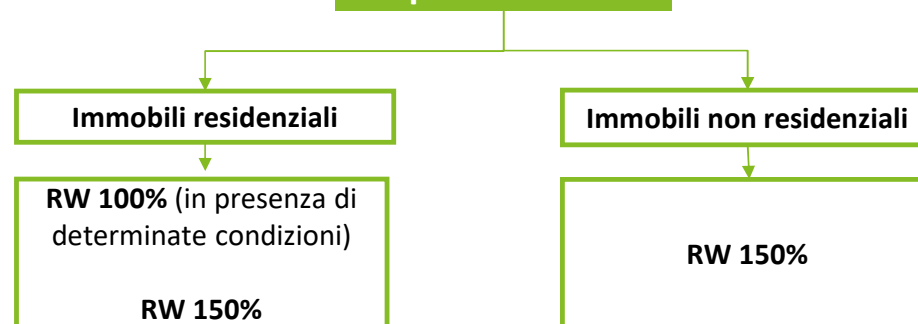 Immobili residenziali
Immobili non residenziali
RW 100% (in presenza di
determinate condizioni)
RW 150%
RW 150%